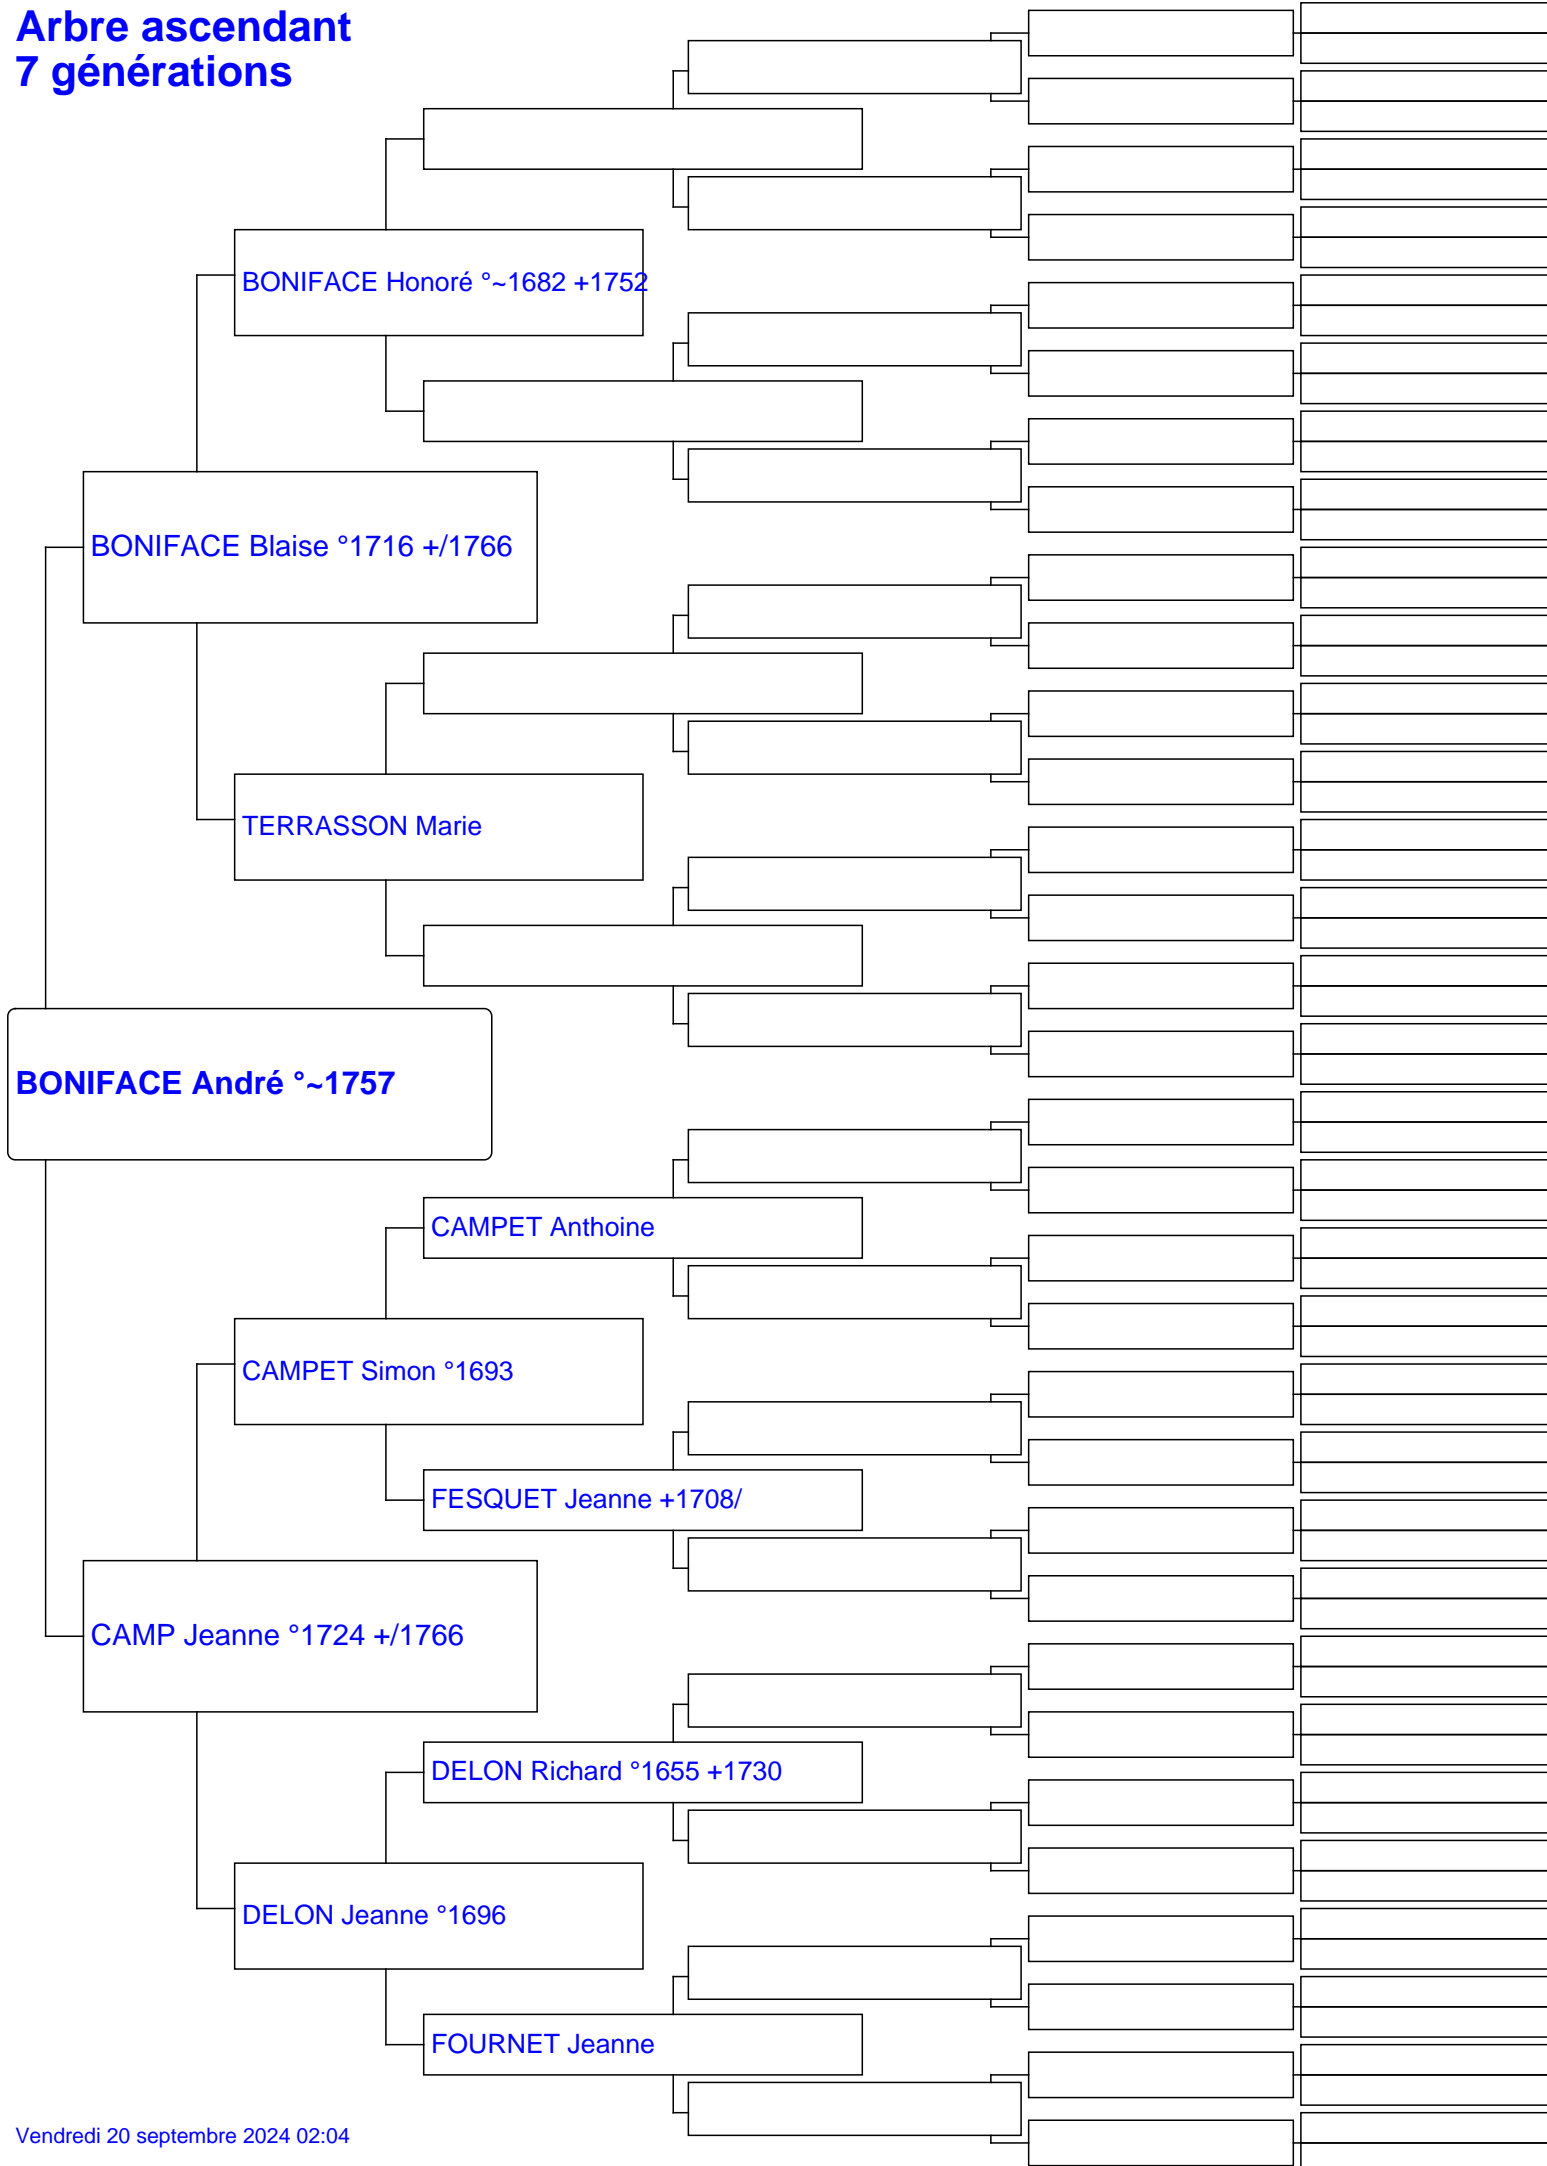 Arbre ascendant
7 générations
BONIFACE Honoré °~1682 +1752
BONIFACE Blaise °1716 +/1766
TERRASSON Marie
BONIFACE André °~1757
CAMPET Anthoine
CAMPET Simon °1693
FESQUET Jeanne +1708/
CAMP Jeanne °1724 +/1766
DELON Richard °1655 +1730
DELON Jeanne °1696
FOURNET Jeanne
Vendredi 20 septembre 2024 02:04